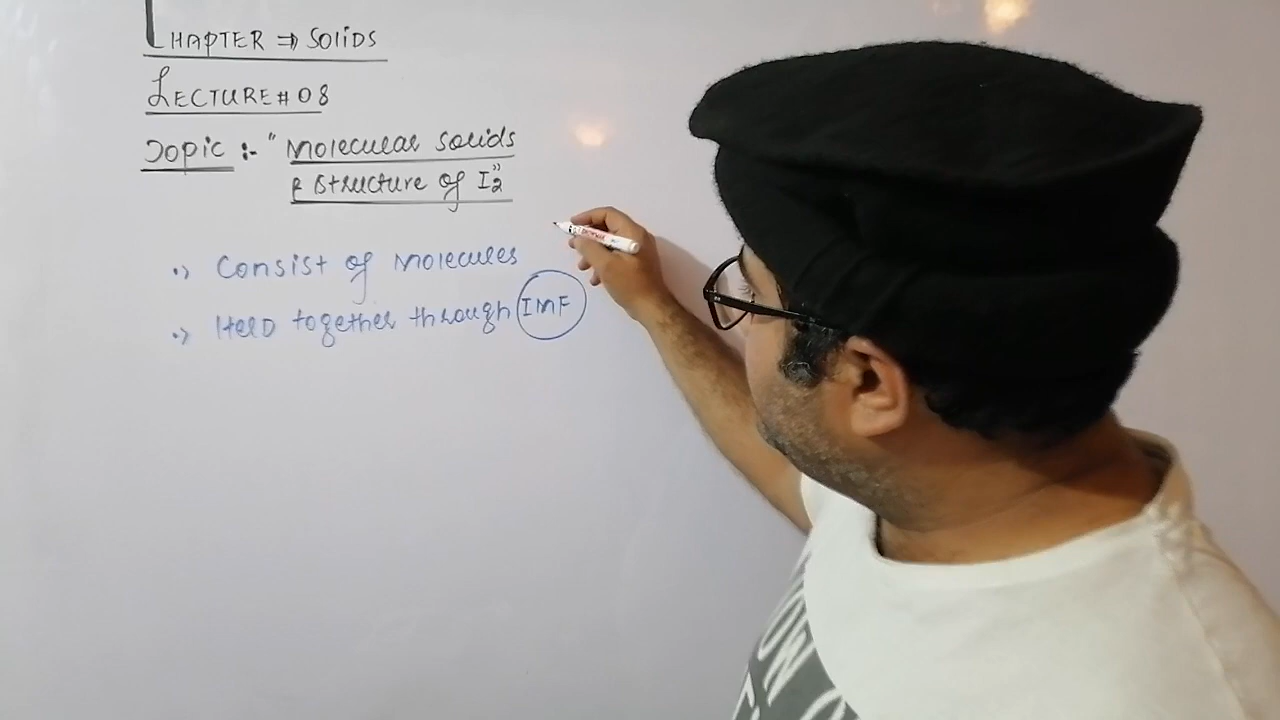 CHAPTER ⇒ SOlidS
LECTURE # 08
Topic :- " Molecular solids
& Structure of I2"
•) Consist of Molecules
•) HelD together through IMF